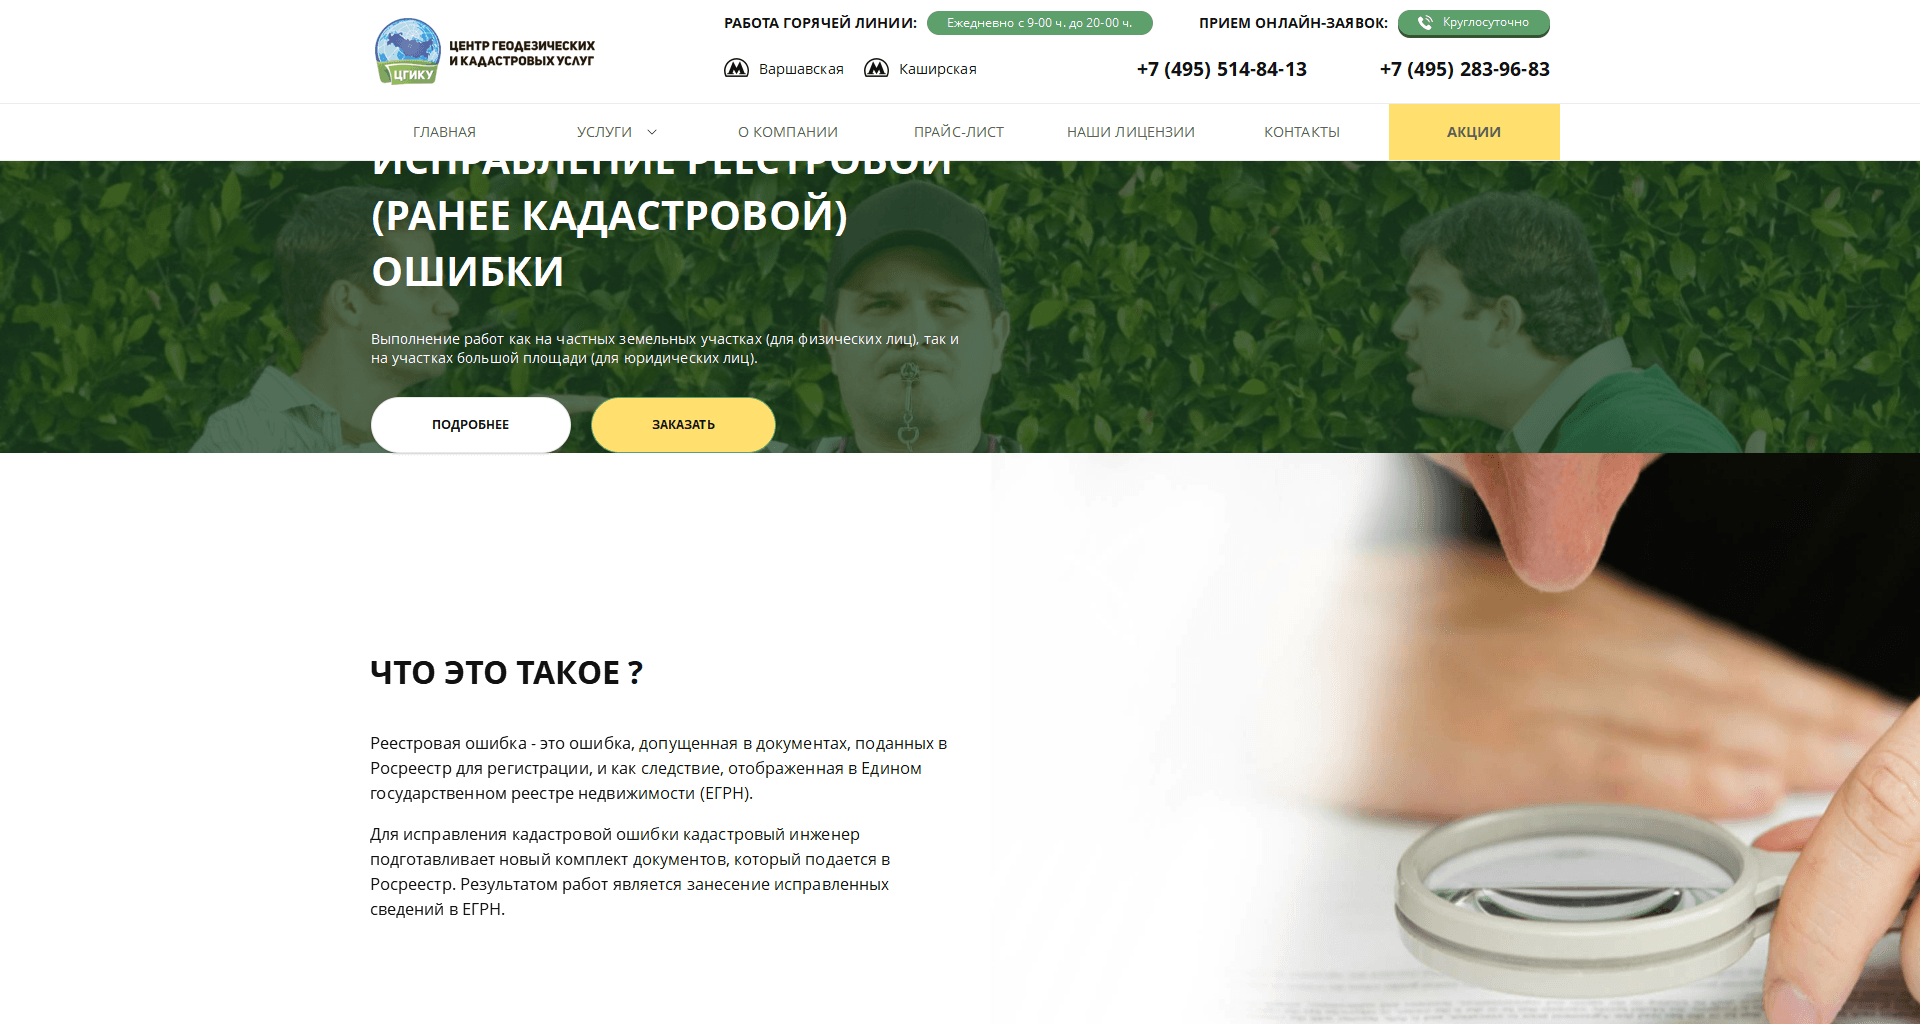 ЦГИКУ
ЦЕНТР ГЕОДЕЗИЧЕСКИХ
И КАДАСТРОВЫХ УСЛУГ
РАБОТА ГОРЯЧЕЙ ЛИНИИ: Ежедневно с 9-00 ч. до 20-00 ч.
ПРИЕМ ОНЛАЙН-ЗАЯВОК: Круглосуточно
Варшавская Каширская
+7 (495) 514-84-13 +7 (495) 283-96-83
ГЛАВНАЯ УСЛУГИ О КОМПАНИИ ПРАЙС-ЛИСТ НАШИ ЛИЦЕНЗИИ КОНТАКТЫ АКЦИИ
ИСПРАВЛЕНИЕ РЕЕСТРОВОЙ
(РАНЕЕ КАДАСТРОВОЙ)
ОШИБКИ
Выполнение работ как на частных земельных участках (для физических лиц), так и
на участках большой площади (для юридических лиц).
ПОДРОБНЕЕ ЗАКАЗАТЬ
ЧТО ЭТО ТАКОЕ ?
Реестровая ошибка - это ошибка, допущенная в документах, поданных в
Росреестр для регистрации, и как следствие, отображенная в Едином
государственном реестре недвижимости (ЕГРН).
Для исправления кадастровой ошибки кадастровый инженер
подготавливает новый комплект документов, который подается в
Росреестр. Результатом работ является занесение исправленных
сведений в ЕГРН.